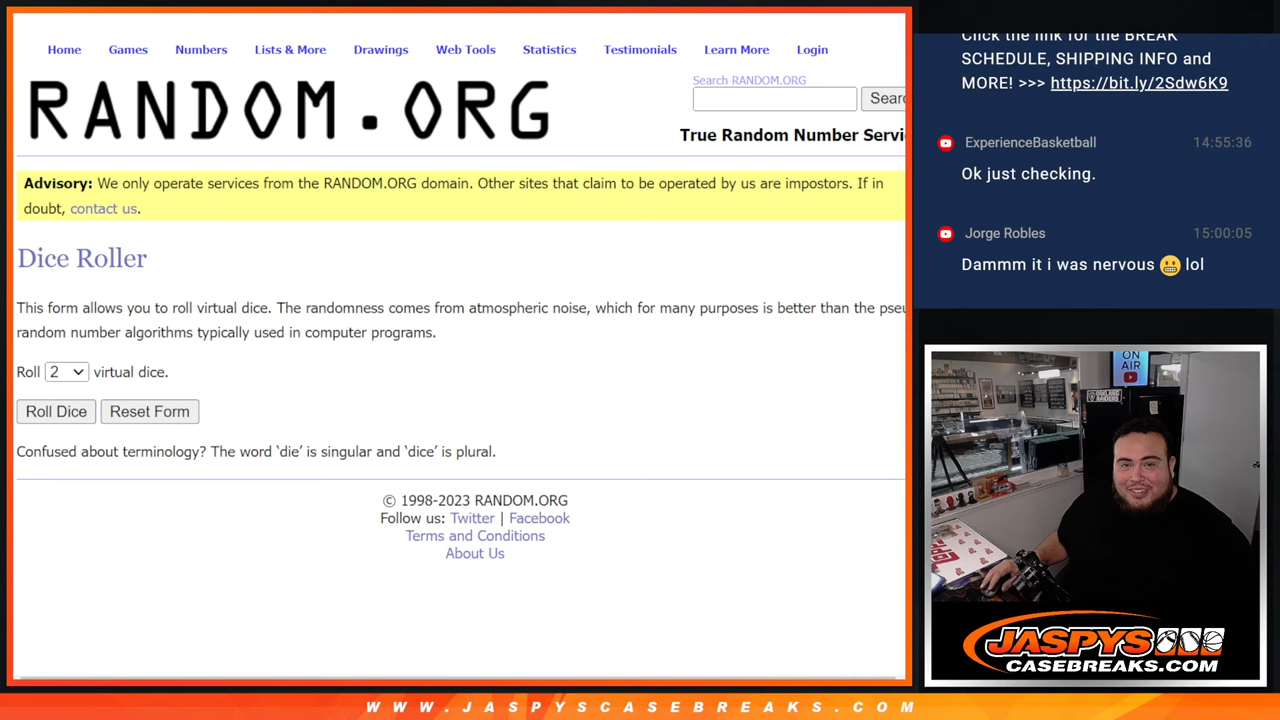 Home Games Numbers Lists & More Drawings Web Tools Statistics Testimonials Learn More Login
RANDOM.ORG
Search RANDOM.ORG
Searc
True Random Number Servi
Advisory: We only operate services from the RANDOM.ORG domain. Other sites that claim to be operated by us are impostors. If in
doubt, contact us.
Dice Roller
This form allows you to roll virtual dice. The randomness comes from atmospheric noise, which for many purposes is better than the pseu
random number algorithms typically used in computer programs.
Roll 2 virtual dice.
Roll Dice Reset Form
Confused about terminology? The word ‘die’ is singular and ‘dice’ is plural.
© 1998-2023 RANDOM.ORG
Follow us: Twitter | Facebook
Terms and Conditions
About Us
Click the link for the BREAK
SCHEDULE, SHIPPING INFO and
MORE! >>> https://bit.ly/2Sdw6K9
ExperienceBasketball 14:55:36
Ok just checking.
Jorge Robles 15:00:05
Dammm it i was nervous 😬 lol
ON
AIR
JASPYS
CASEBREAKS.COM
WWW.JASPYSCASEBREAKS.COM